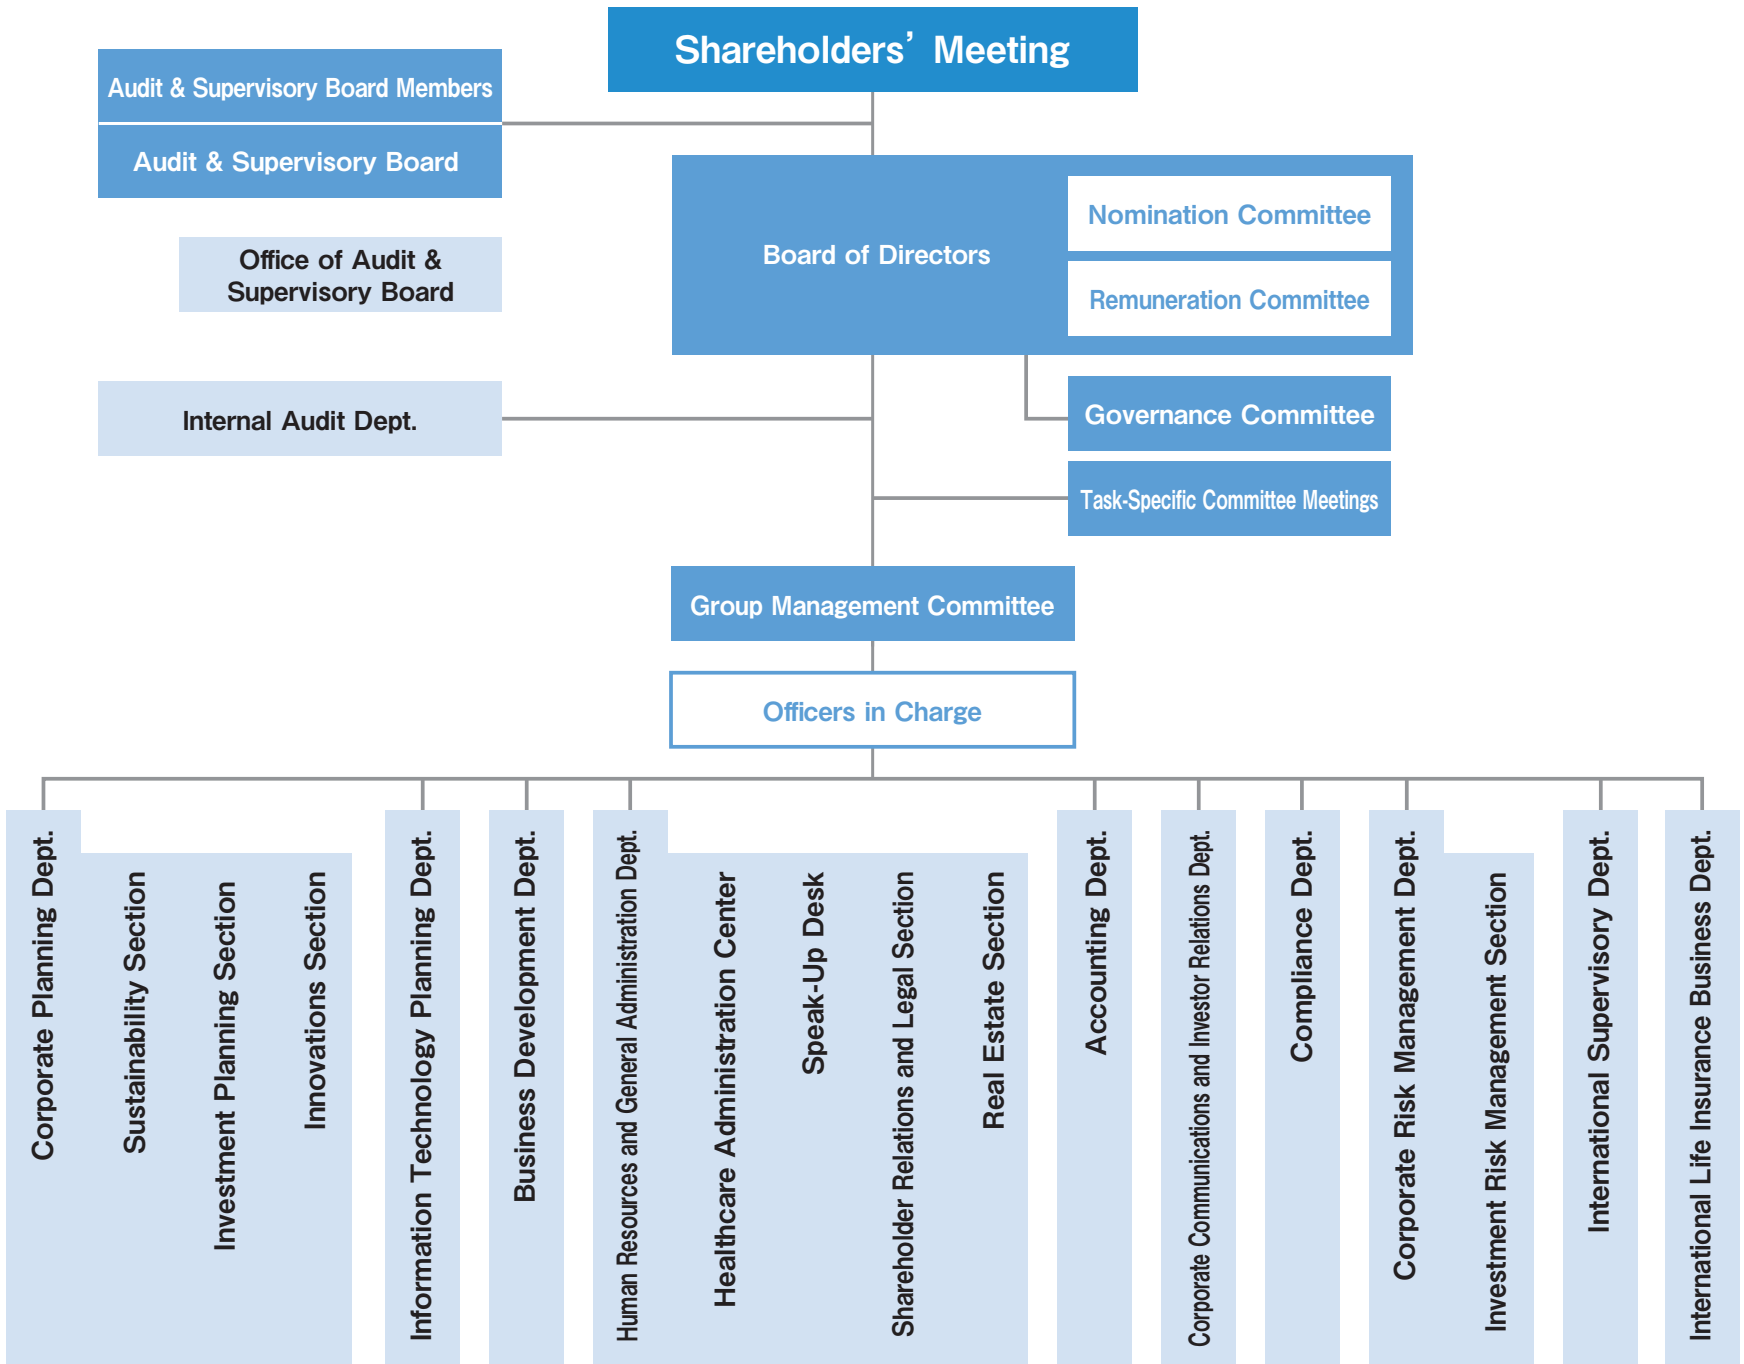 Shareholders’ Meeting
Audit & Supervisory Board Members
Audit & Supervisory Board
Office of Audit &
Supervisory Board
Board of Directors
Nomination Committee
Remuneration Committee
Internal Audit Dept.
Governance Committee
Task-Specific Committee Meetings
Group Management Committee
Officers in Charge
Corporate Planning Dept.
Sustainability Section
Investment Planning Section
Innovations Section
Information Technology Planning Dept.
Business Development Dept.
Human Resources and General Administration Dept.
Healthcare Administration Center
Speak-Up Desk
Shareholder Relations and Legal Section
Real Estate Section
Accounting Dept.
Corporate Communications and Investor Relations Dept.
Compliance Dept.
Corporate Risk Management Dept.
Investment Risk Management Section
International Supervisory Dept.
International Life Insurance Business Dept.